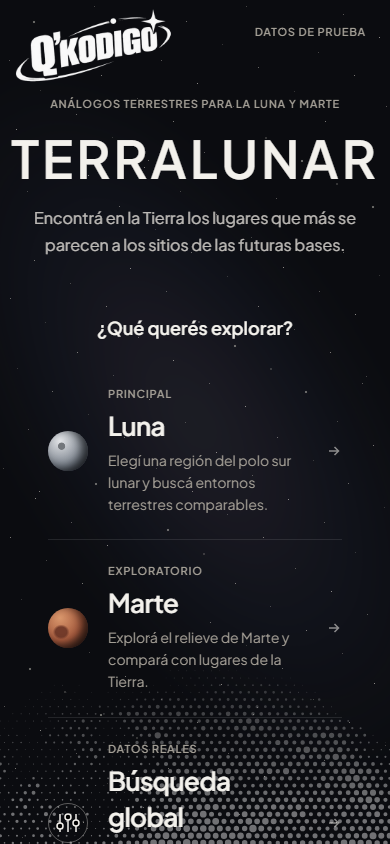 Q'KODIGO
DATOS DE PRUEBA
ANÁLOGOS TERRESTRES PARA LA LUNA Y MARTE
TERRALUNAR
Encontrá en la Tierra los lugares que más se
parecen a los sitios de las futuras bases.
¿Qué querés explorar?
PRINCIPAL
Luna
Elegí una región del polo sur
lunar y buscá entornos
terrestres comparables.
→
EXPLORATORIO
Marte
Explorá el relieve de Marte y
compará con lugares de la
Tierra.
→
DATOS REALES
Búsqueda
global
→